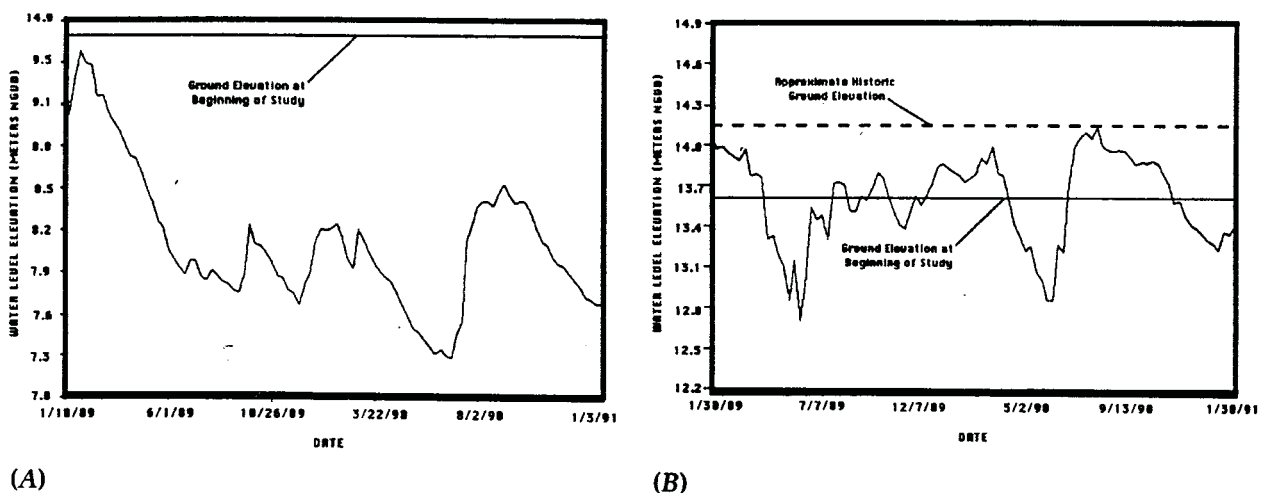 14.9
9.5
9.1
8.8
8.5
8.2
7.9
7.6
7.3
7.0
WATER LEVEL ELEVATION (METERS NGVD)
Ground Elevation at
Beginning of Study
1/10/89 6/1/89 10/26/89 3/22/90 8/2/90 1/3/91
DATE
(A)
14.9
14.6
14.3
14.0
13.7
13.4
13.1
12.8
12.5
12.2
WATER LEVEL ELEVATION (METERS NGVD)
Approximate Historic
Ground Elevation
Ground Elevation at
Beginning of Study
1/30/89 7/7/89 12/7/89 5/2/90 9/13/90 1/30/91
DATE
(B)